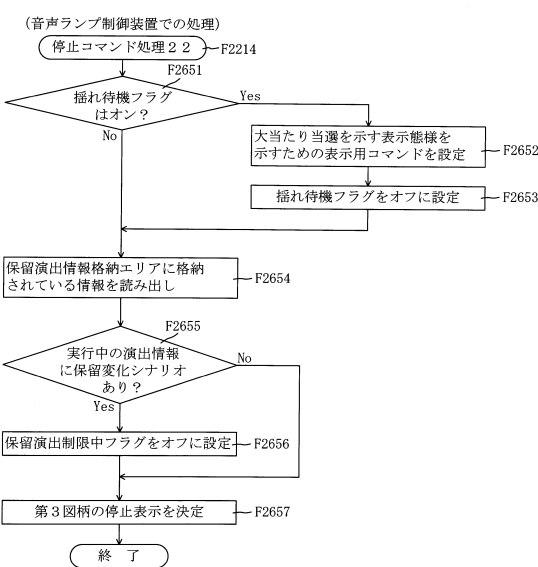 (音声ランプ制御装置での処理)
停止コマンド処理22
F2214
F2651
揺れ待機フラグ
はオン?
Yes
No
大当たり当選を示す表示態様を
示すための表示用コマンドを設定
F2652
揺れ待機フラグをオフに設定
F2653
保留演出情報格納エリアに格納
されている情報を読み出し
F2654
F2655
実行中の演出情報
に保留変化シナリオ
あり?
No
Yes
保留演出制限中フラグをオフに設定
F2656
第3図柄の停止表示を決定
F2657
終 了